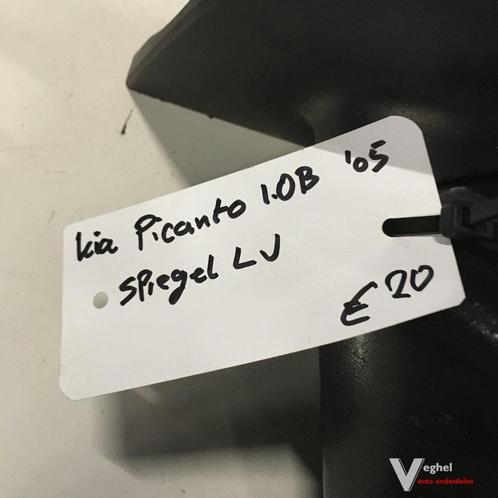 Kia Picanto 1.0B '05
Spiegel LV
€ 20
Veghel
auto onderdelen